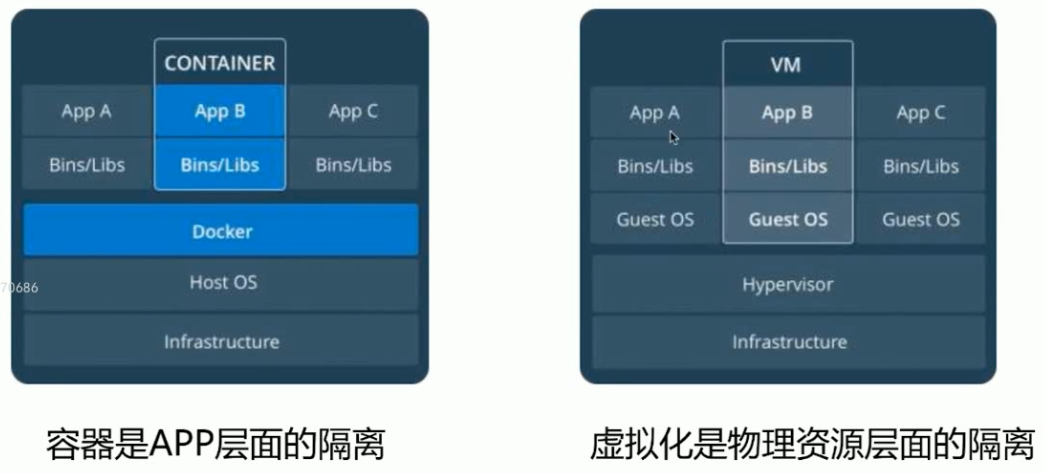 CONTAINER
App A App B App C
Bins/Libs Bins/Libs Bins/Libs
Docker
Host OS
70686
Infrastructure
容器是APP层面的隔离
VM
App A App B App C
Bins/Libs Bins/Libs Bins/Libs
Guest OS Guest OS Guest OS
Hypervisor
Infrastructure
虚拟化是物理资源层面的隔离